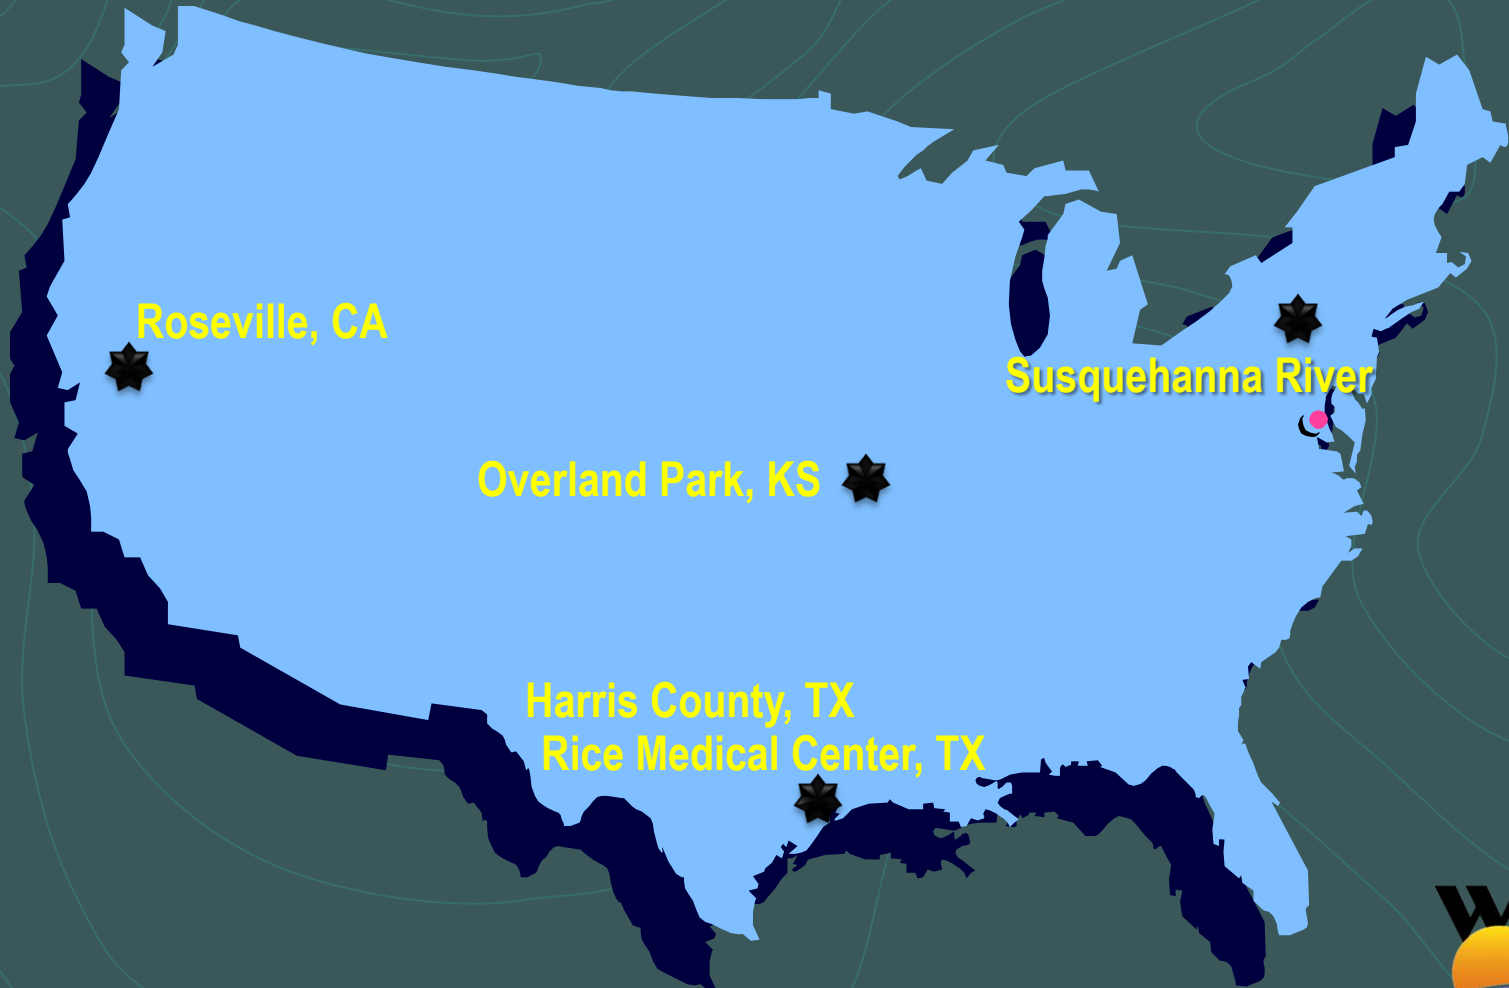 Roseville, CA
Susquehanna River
Overland Park, KS
Harris County, TX
Rice Medical Center, TX
W